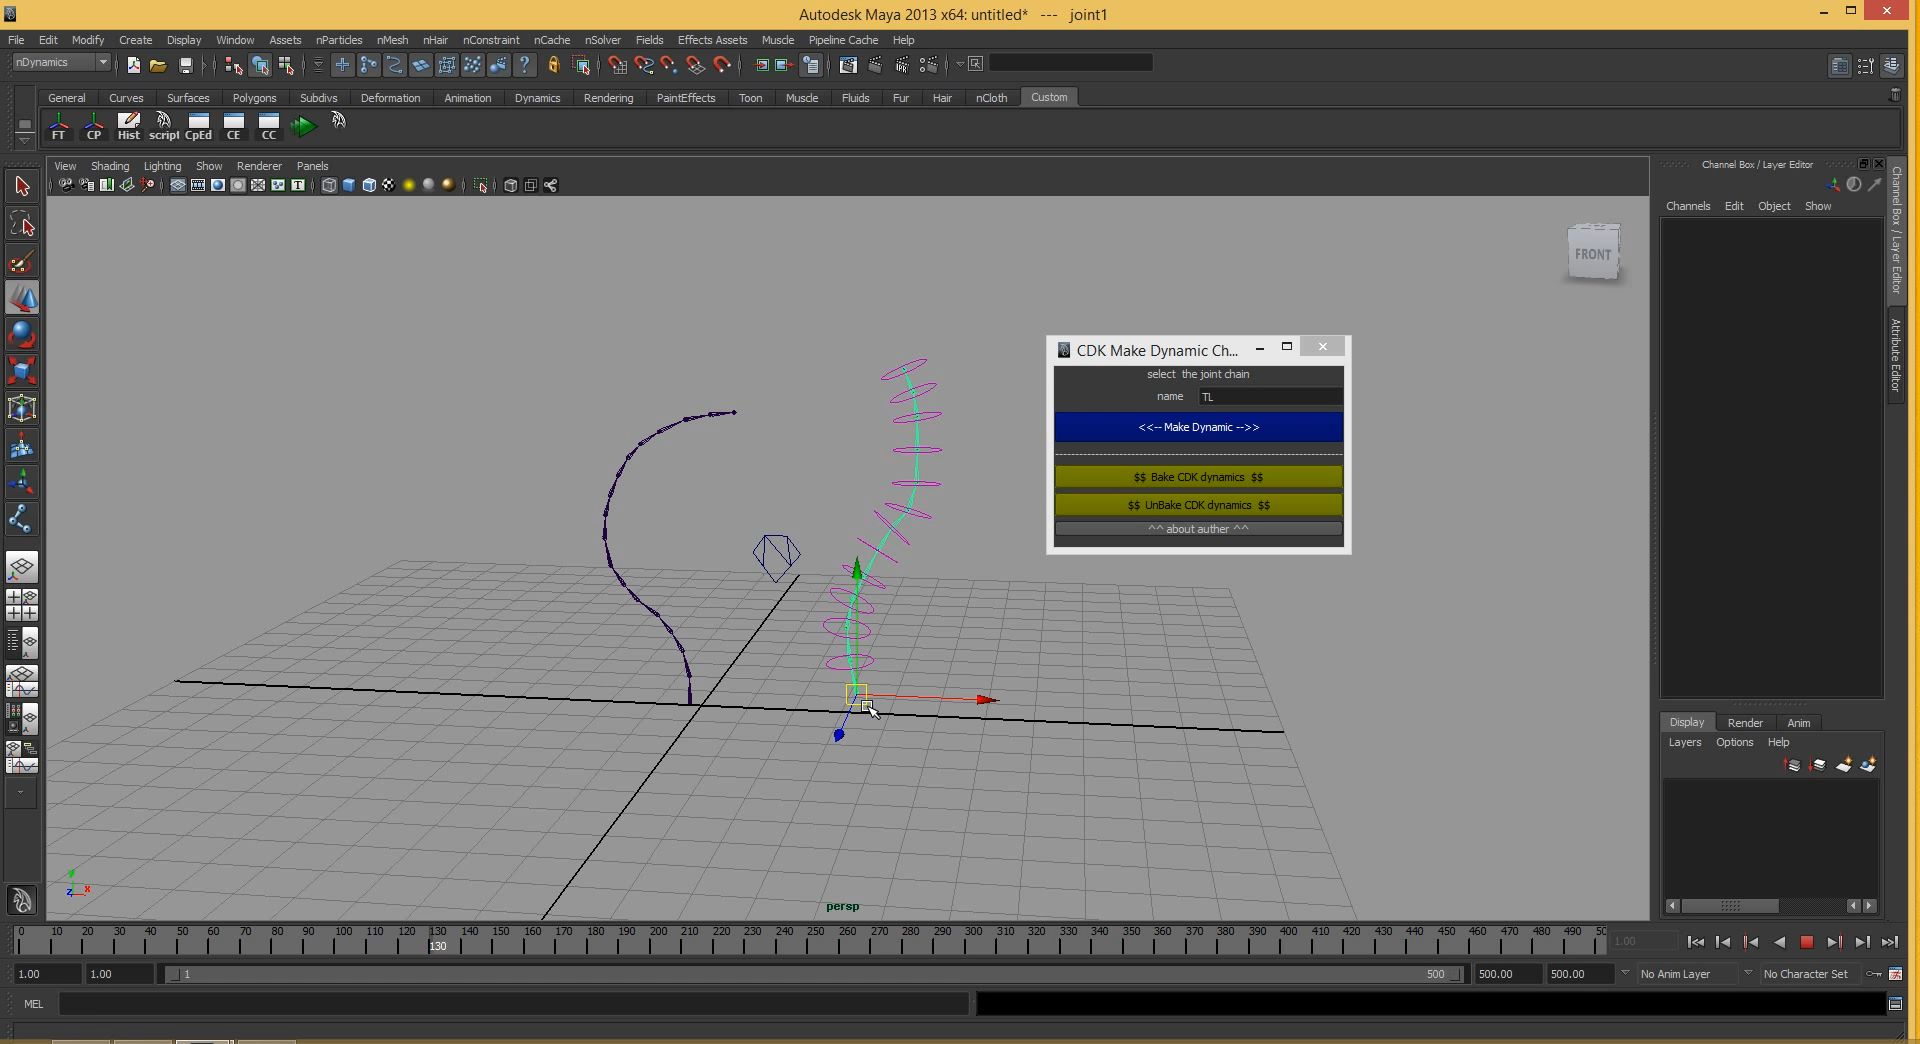 Autodesk Maya 2013 x64: untitled* --- joint1
File Edit Modify Create Display Window Assets nParticles nMesh nHair nConstraint nCache nSolver Fields Effects Assets Muscle Pipeline Cache Help
nDynamics
General Curves Surfaces Polygons Subdivs Deformation Animation Dynamics Rendering PaintEffects Toon Muscle Fluids Fur Hair nCloth Custom
FT CP Hist script CpEd CE CC
View Shading Lighting Show Renderer Panels
Channel Box / Layer Editor
Channels Edit Object Show
Channel Box / Layer Editor
Attribute Editor
FRONT
CDK Make Dynamic Ch...
select the joint chain
name TL
<<-- Make Dynamic -->>
$$ Bake CDK dynamics $$
$$ UnBake CDK dynamics $$
^^ about auther ^^
Display Render Anim
Layers Options Help
y
z x
persp
0 10 20 30 40 50 60 70 80 90 100 110 120 130 140 150 160 170 180 190 200 210 220 230 240 250 260 270 280 290 300 310 320 330 340 350 360 370 380 390 400 410 420 430 440 450 460 470 480 490 50
130
1.00
1.00 1.00 1 500 500.00 500.00 No Anim Layer No Character Set
MEL